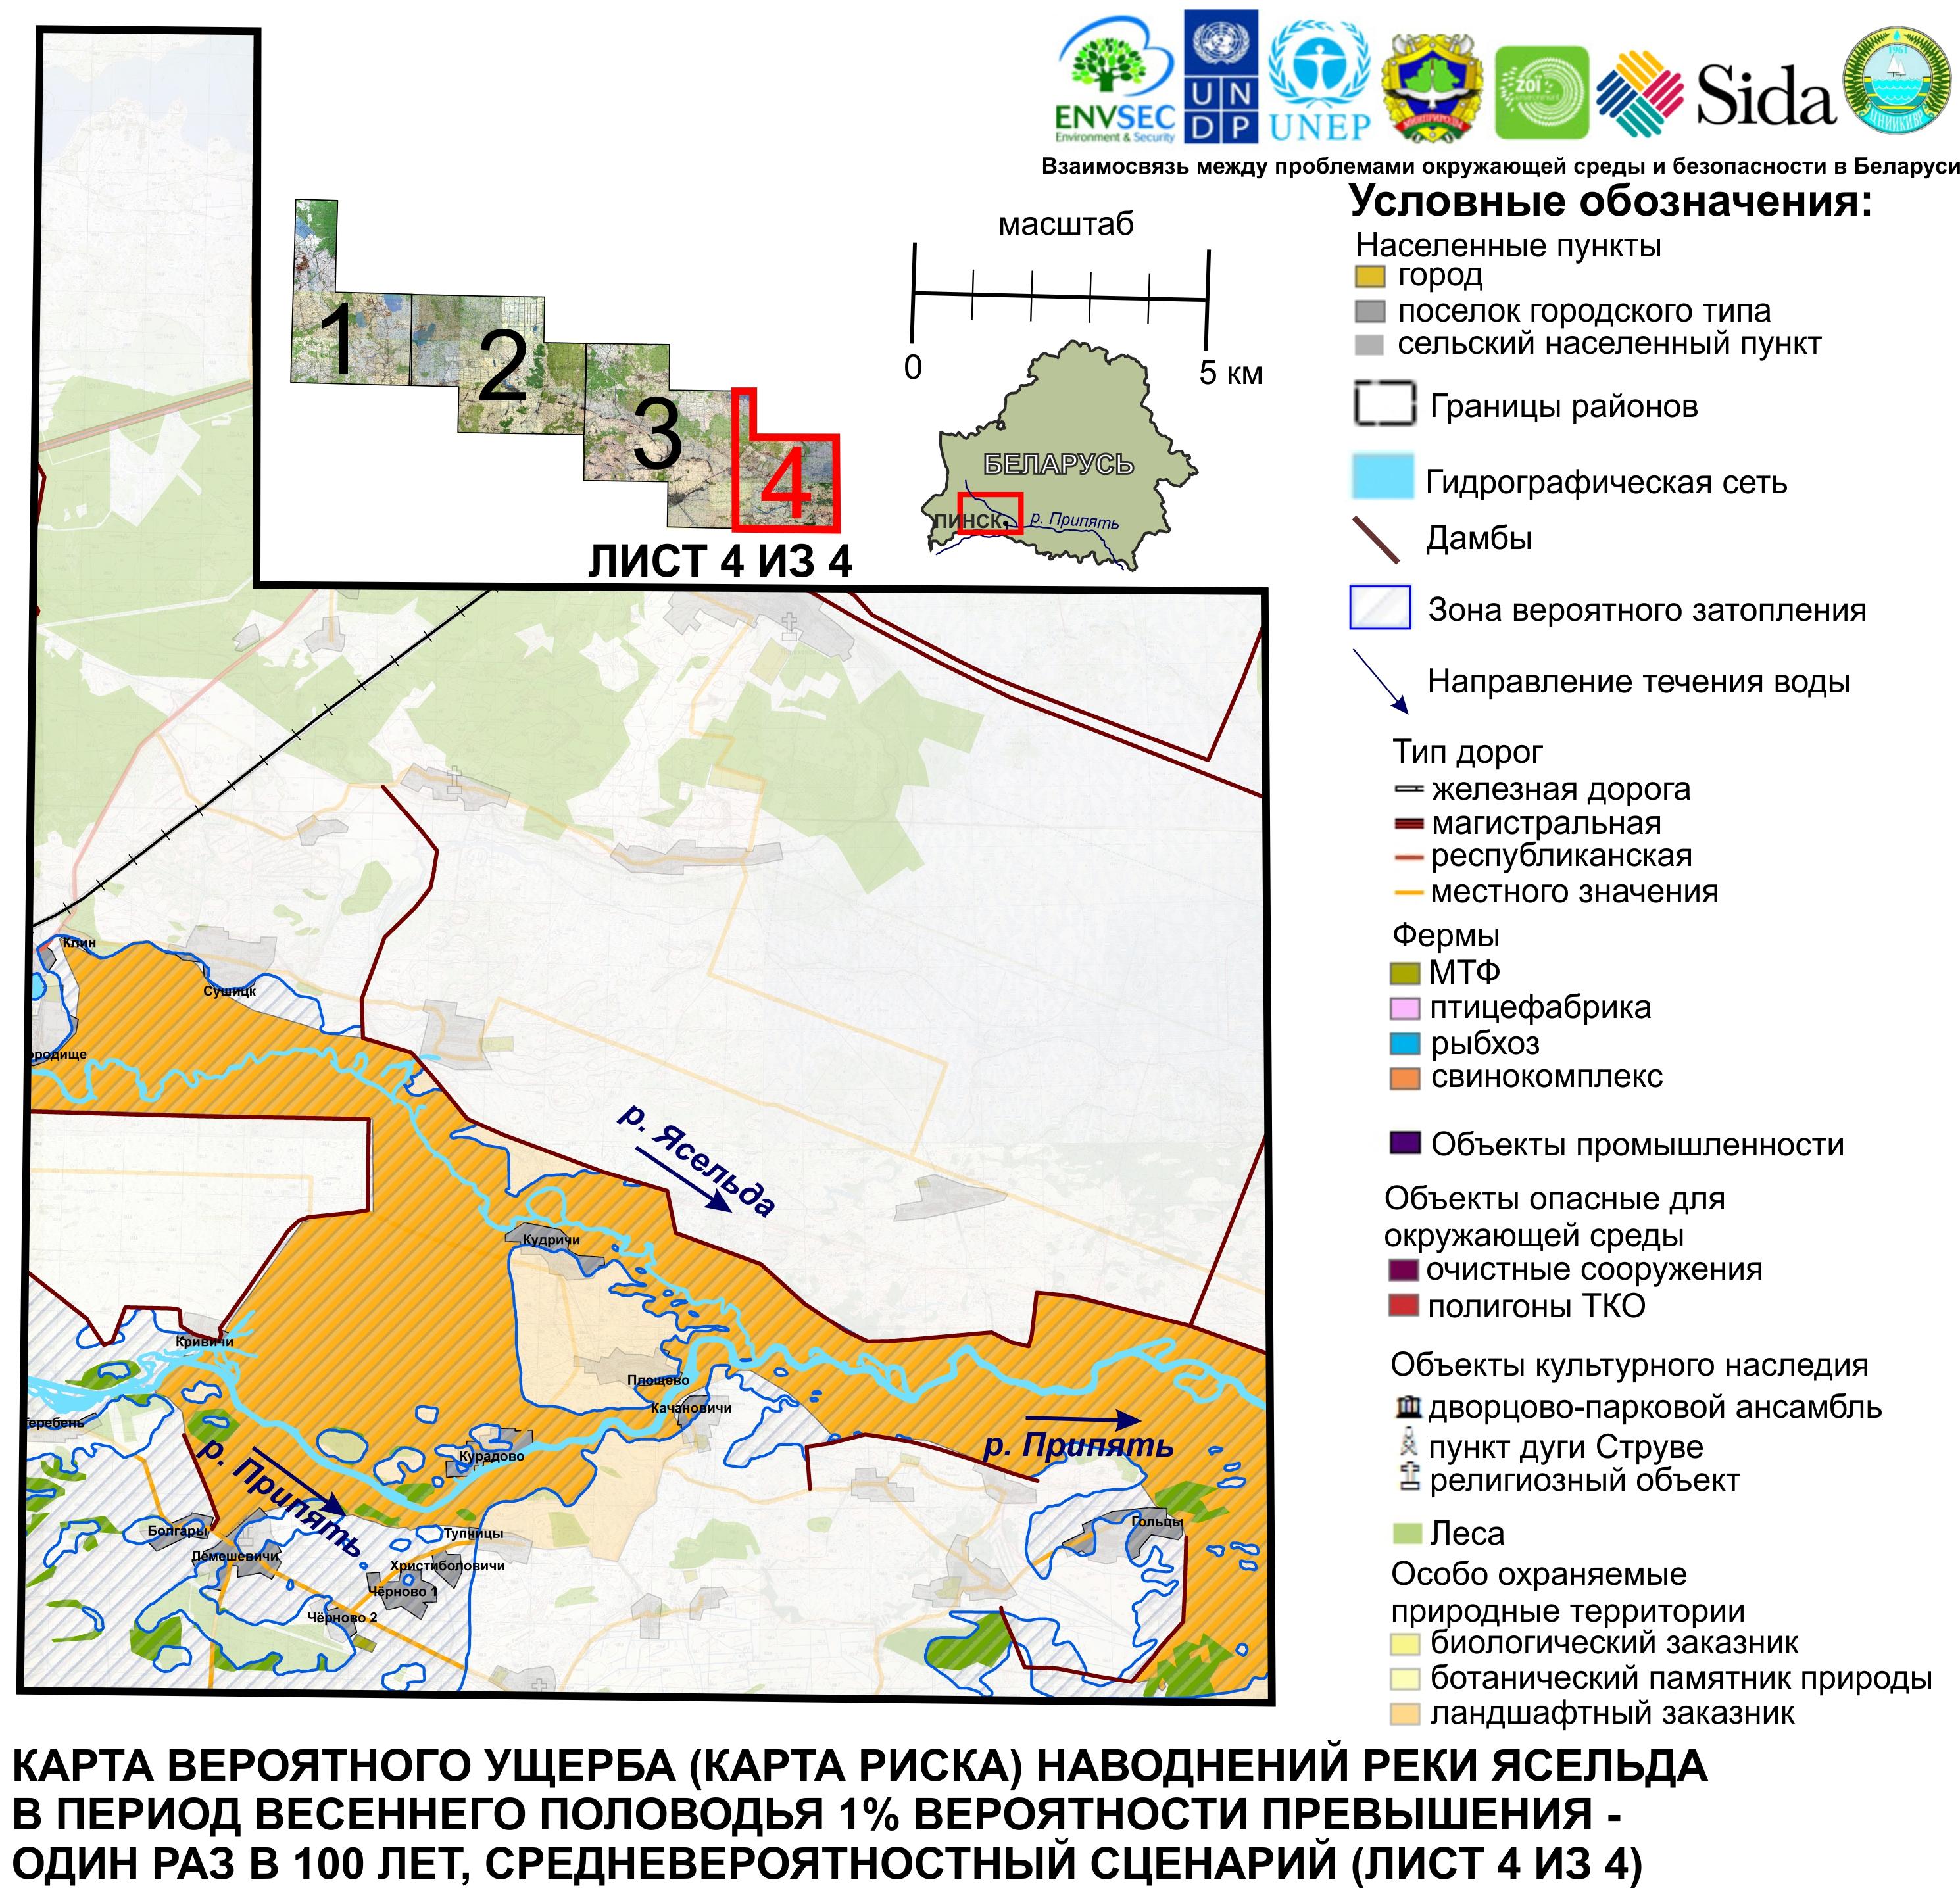 ENVSEC
Environment & Security
UN
DP
UNEP
МИНПРИРОДЫ
zoï
environment
Sida
1961
ЦНИИКИВР
Взаимосвязь между проблемами окружающей среды и безопасности в Беларуси
Условные обозначения:
Населенные пункты
город
поселок городского типа
сельский населенный пункт
Границы районов
Гидрографическая сеть
Дамбы
Зона вероятного затопления
Направление течения воды
Тип дорог
железная дорога
магистральная
республиканская
местного значения
Фермы
МТФ
птицефабрика
рыбхоз
свинокомплекс
Объекты промышленности
Объекты опасные для
окружающей среды
очистные сооружения
полигоны ТКО
Объекты культурного наследия
дворцово-парковой ансамбль
пункт дуги Струве
религиозный объект
Леса
Особо охраняемые
природные территории
биологический заказник
ботанический памятник природы
ландшафтный заказник
масштаб
0
5 км
БЕЛАРУСЬ
ПИНСК
р. Припять
1
2
3
4
ЛИСТ 4 ИЗ 4
Клин
Сушицк
ородище
р. Ясельда
Кудричи
Кривичи
Площево
Качановичи
Теребень
р. Припять
Курадово
р. Припять
Болгары
Тупчицы
Гольцы
Лемешевичи
Христиболовичи
Чёрново 1
Чёрново 2
КАРТА ВЕРОЯТНОГО УЩЕРБА (КАРТА РИСКА) НАВОДНЕНИЙ РЕКИ ЯСЕЛЬДА
В ПЕРИОД ВЕСЕННЕГО ПОЛОВОДЬЯ 1% ВЕРОЯТНОСТИ ПРЕВЫШЕНИЯ -
ОДИН РАЗ В 100 ЛЕТ, СРЕДНЕВЕРОЯТНОСТНЫЙ СЦЕНАРИЙ (ЛИСТ 4 ИЗ 4)